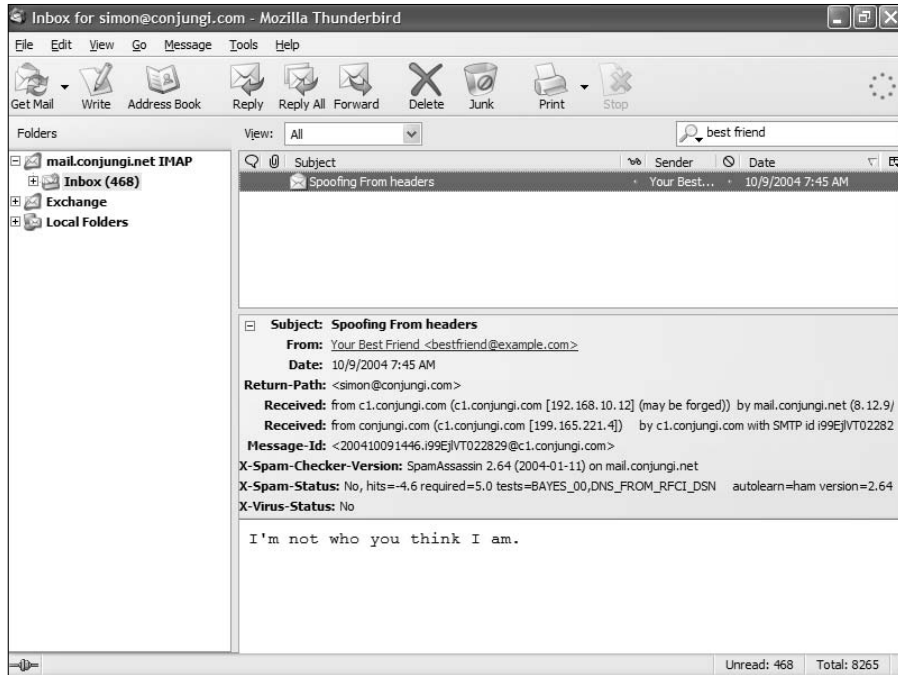 Inbox for simon@conjungi.com - Mozilla Thunderbird
File Edit View Go Message Tools Help
Get Mail Write Address Book Reply Reply All Forward Delete Junk Print Stop
Folders View: All best friend
mail.conjungi.net IMAP
Inbox (468)
Exchange
Local Folders
Subject Sender Date
Spoofing From headers Your Best... 10/9/2004 7:45 AM
Subject: Spoofing From headers
From: Your Best Friend <bestfriend@example.com>
Date: 10/9/2004 7:45 AM
Return-Path: <simon@conjungi.com>
Received: from c1.conjungi.com (c1.conjungi.com [192.168.10.12] (may be forged)) by mail.conjungi.net (8.12.9/
Received: from conjungi.com (c1.conjungi.com [199.165.221.4]) by c1.conjungi.com with SMTP id i99EjlVT02282
Message-Id: <200410091446.i99EjlVT022829@c1.conjungi.com>
X-Spam-Checker-Version: SpamAssassin 2.64 (2004-01-11) on mail.conjungi.net
X-Spam-Status: No, hits=-4.6 required=5.0 tests=BAYES_00,DNS_FROM_RFCI_DSN autolearn=ham version=2.64
X-Virus-Status: No
I'm not who you think I am.
Unread: 468 Total: 8265